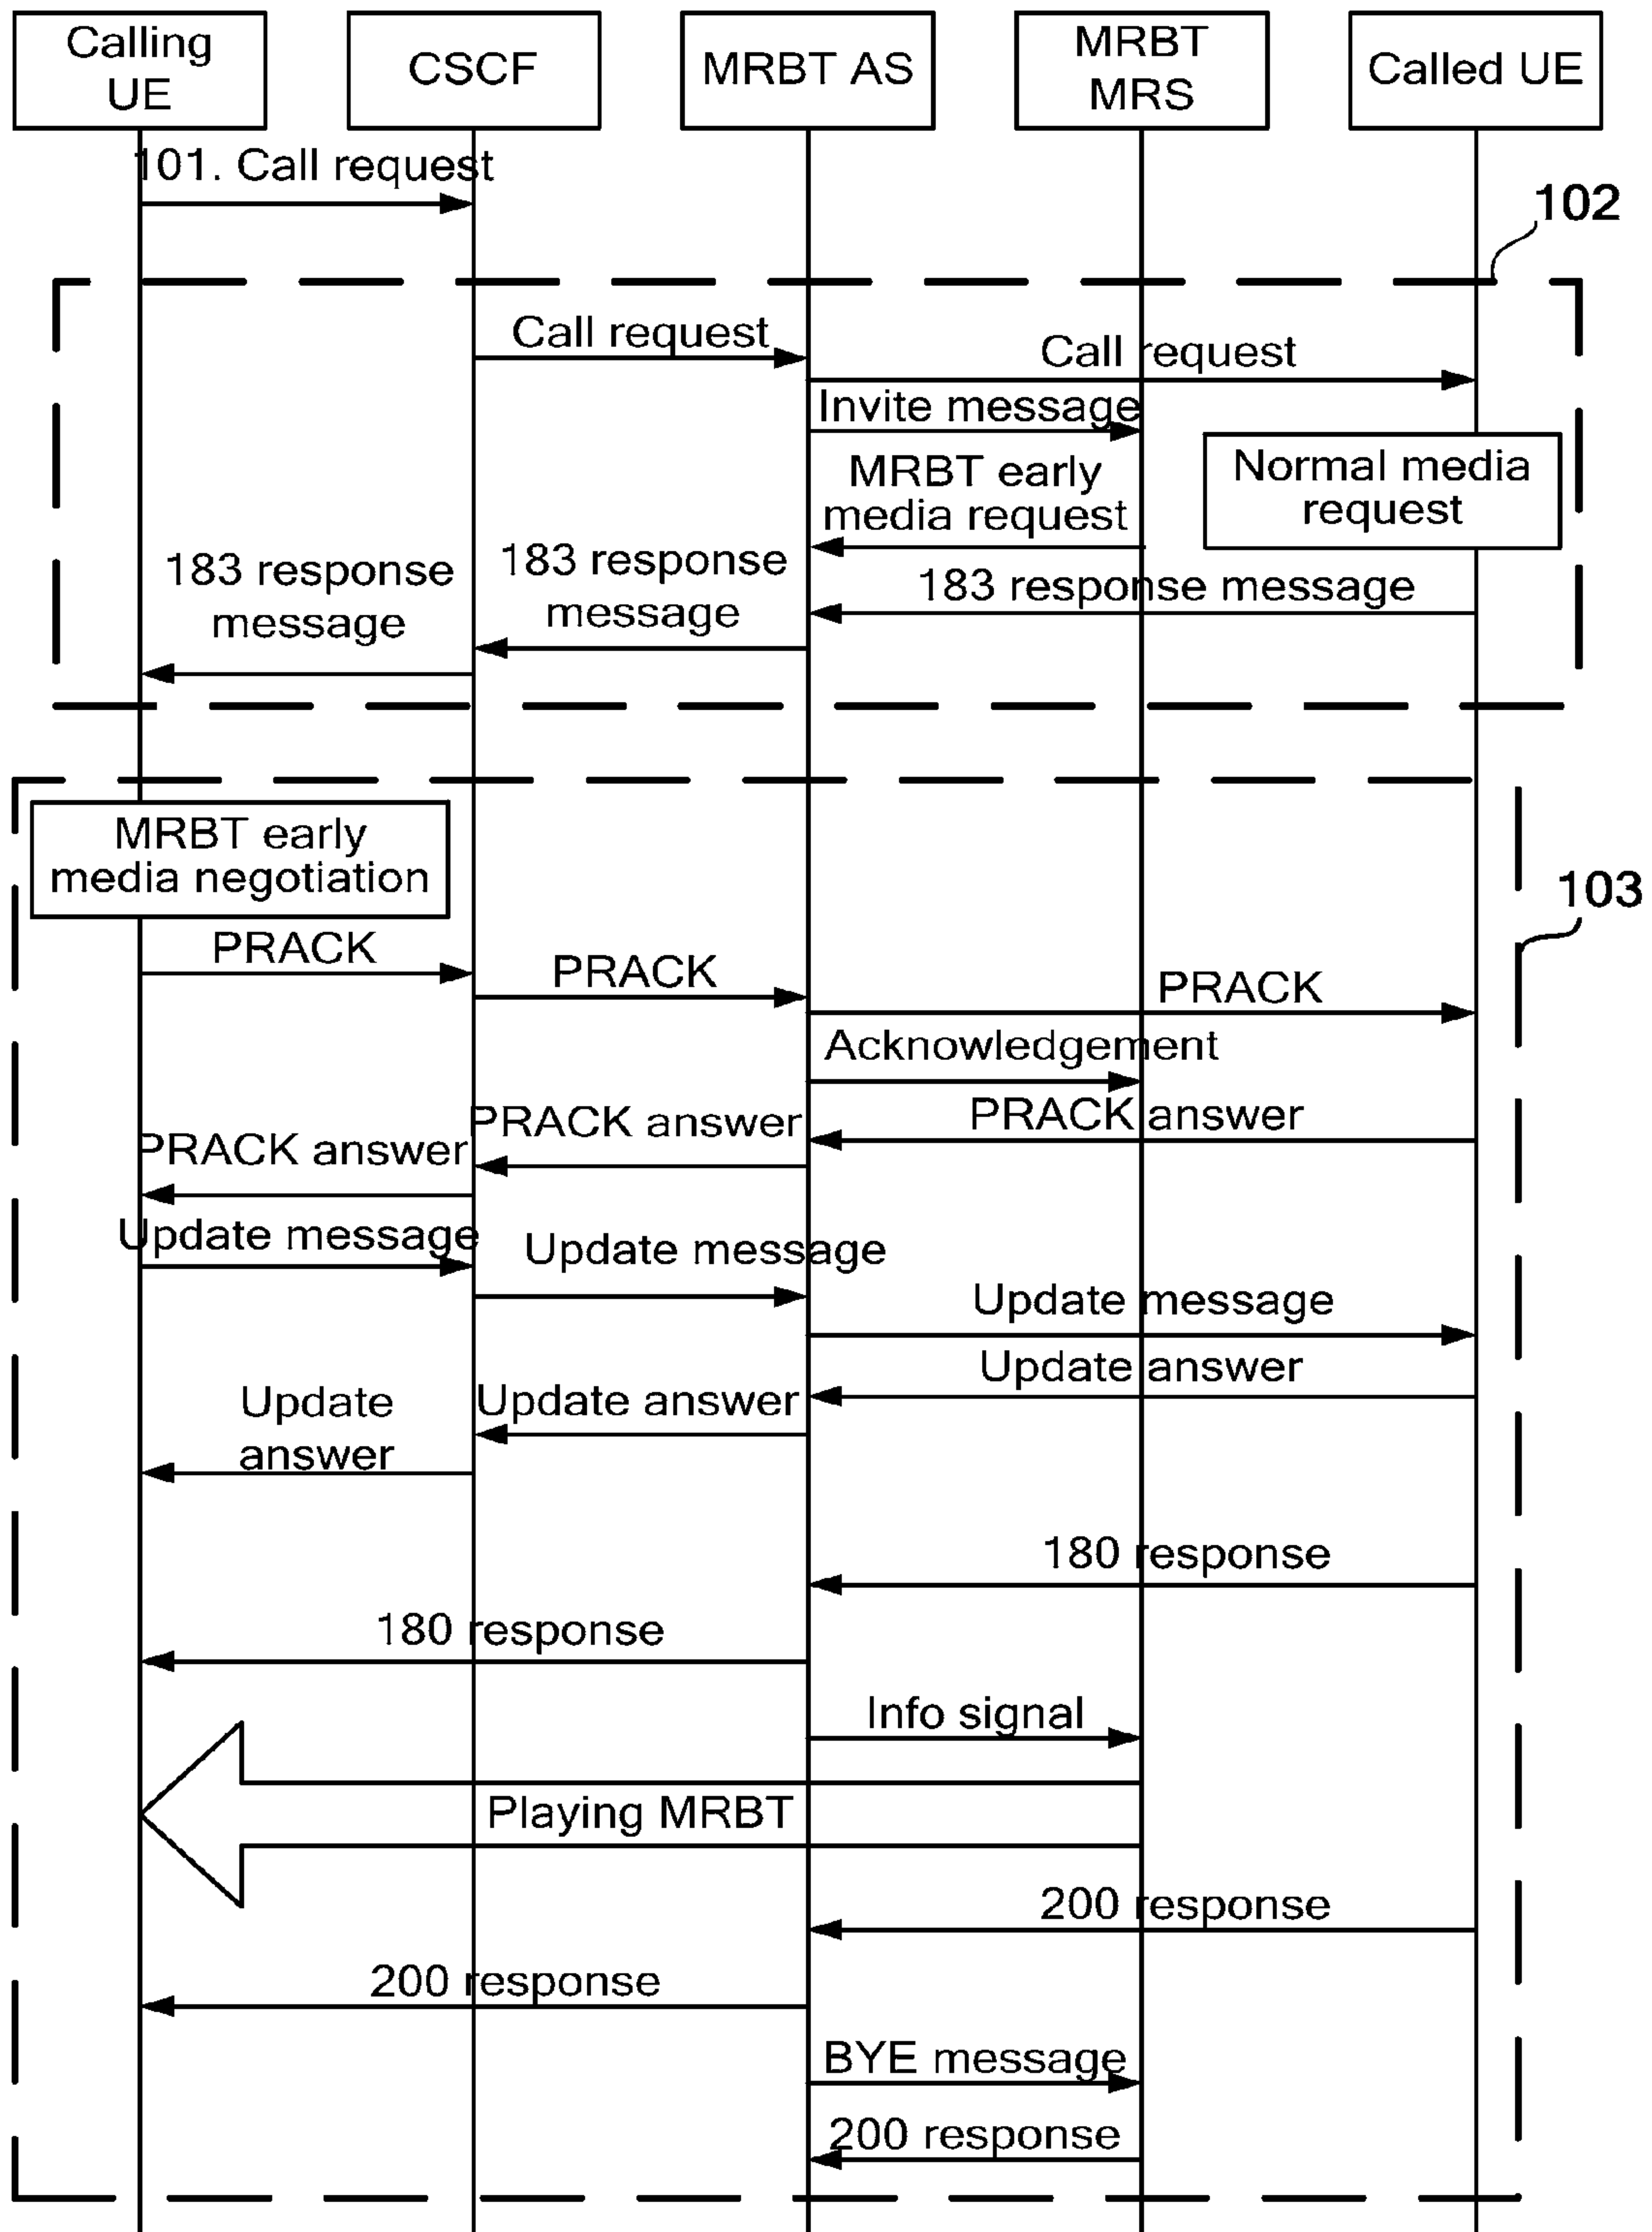 Calling
UE
CSCF
MRBT AS
MRBT
MRS
Called UE
101. Call request
102
Call request
Call request
Invite message
MRBT early
media request
Normal media
request
183 response
message
183 response
message
183 response message
MRBT early
media negotiation
103
PRACK
PRACK
PRACK
Acknowledgement
PRACK answer
PRACK answer
PRACK answer
Update message
Update message
Update message
Update answer
Update answer
Update
answer
180 response
180 response
Info signal
Playing MRBT
200 response
200 response
BYE message
200 response